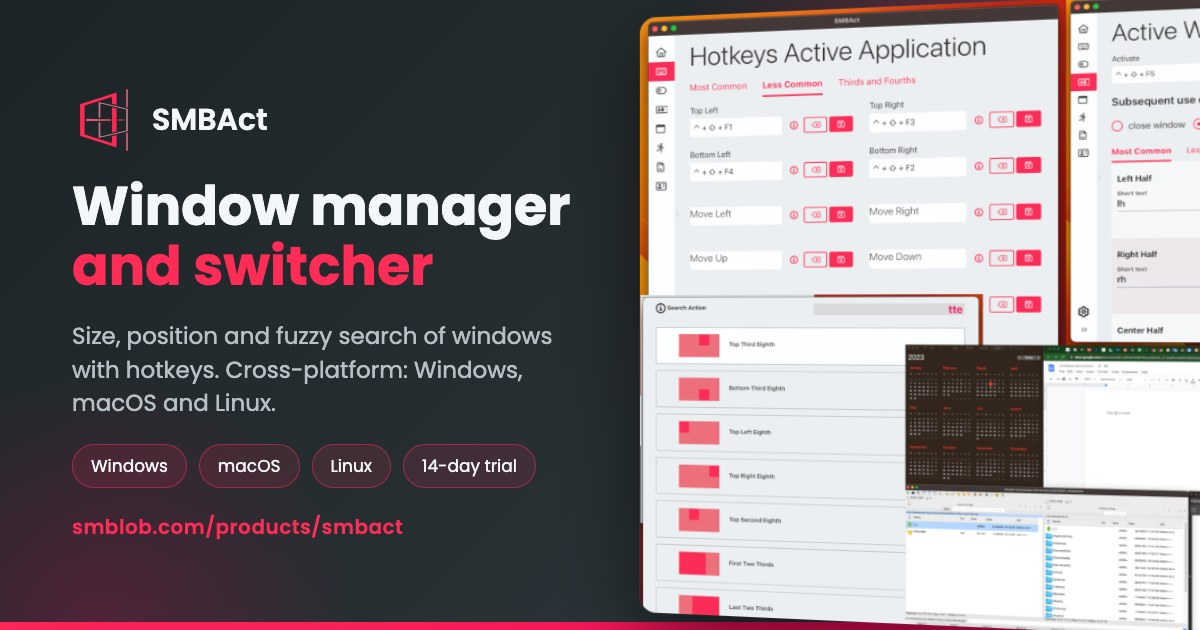 SMBAct
Window manager
and switcher
Size, position and fuzzy search of windows
with hotkeys. Cross-platform: Windows,
macOS and Linux.
Windows
macOS
Linux
14-day trial
smblob.com/products/smbact
SMBAct
Hotkeys Active Application
Most Common
Less Common
Thirds and Fourths
Top Left
^ + ⇧ + F1
Top Right
^ + ⇧ + F3
Bottom Left
^ + ⇧ + F4
Bottom Right
^ + ⇧ + F2
Move Left
Move Right
Move Up
Move Down
Active W
Activate
^ + ⇧ + F5
Subsequent use
close window
Most Common
Les
Left Half
Short text
lh
Right Half
Short text
rh
Center Half
Search Action
tte
Top Third Eighth
Bottom Third Eighth
Top Left Eighth
Top Right Eighth
Top Second Eighth
First Two Thirds
Last Two Thirds
2023